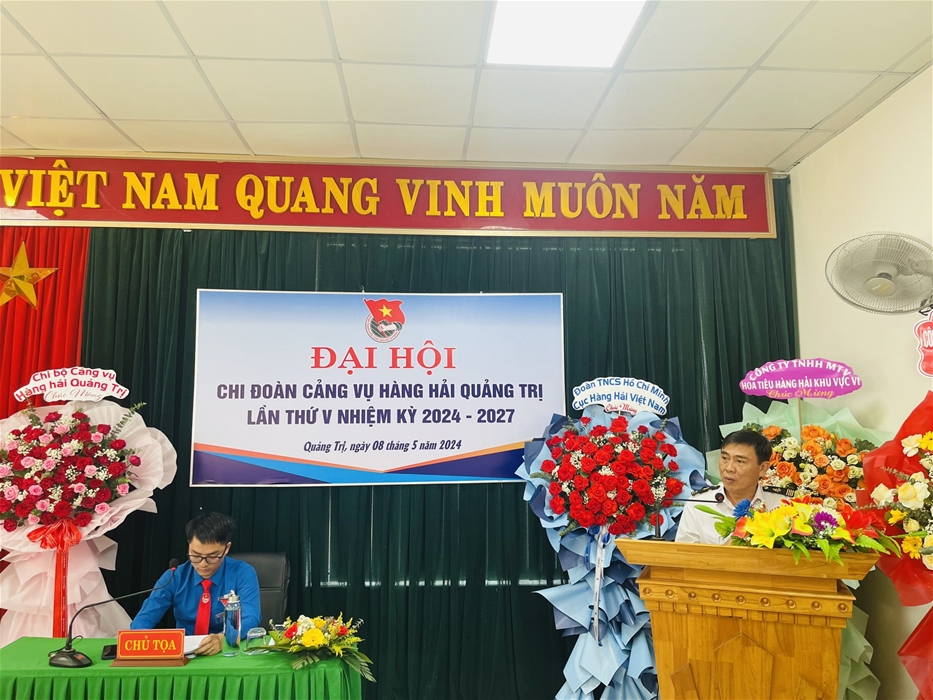 VIỆT NAM QUANG VINH MUÔN NĂM
ĐẠI HỘI
CHI ĐOÀN CẢNG VỤ HÀNG HẢI QUẢNG TRỊ
LẦN THỨ V NHIỆM KỲ 2024 - 2027
Quảng Trị, ngày 08 tháng 5 năm 2024
Chi bộ Cảng vụ
Hàng hải Quảng Trị
Chúc Mừng
Đoàn TNCS Hồ Chí Minh
Cục Hàng Hải Việt Nam
Chúc Mừng
CÔNG TY TNHH MTV
HOA TIÊU HÀNG HẢI KHU VỰC VI
Chúc Mừng
CHỦ TỌA